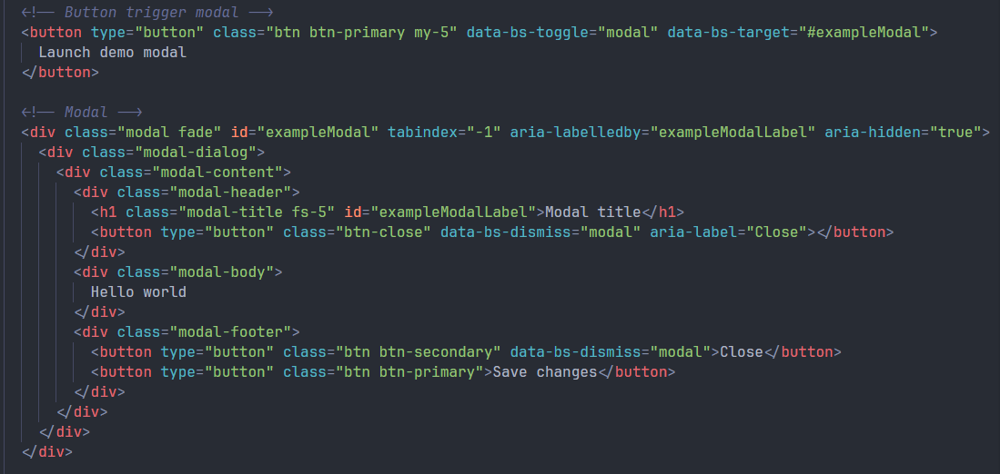 <!-- Button trigger modal -->
<button type="button" class="btn btn-primary my-5" data-bs-toggle="modal" data-bs-target="#exampleModal">
  Launch demo modal
</button>

<!-- Modal -->
<div class="modal fade" id="exampleModal" tabindex="-1" aria-labelledby="exampleModalLabel" aria-hidden="true">
  <div class="modal-dialog">
    <div class="modal-content">
      <div class="modal-header">
        <h1 class="modal-title fs-5" id="exampleModalLabel">Modal title</h1>
        <button type="button" class="btn-close" data-bs-dismiss="modal" aria-label="Close"></button>
      </div>
      <div class="modal-body">
        Hello world
      </div>
      <div class="modal-footer">
        <button type="button" class="btn btn-secondary" data-bs-dismiss="modal">Close</button>
        <button type="button" class="btn btn-primary">Save changes</button>
      </div>
    </div>
  </div>
</div>